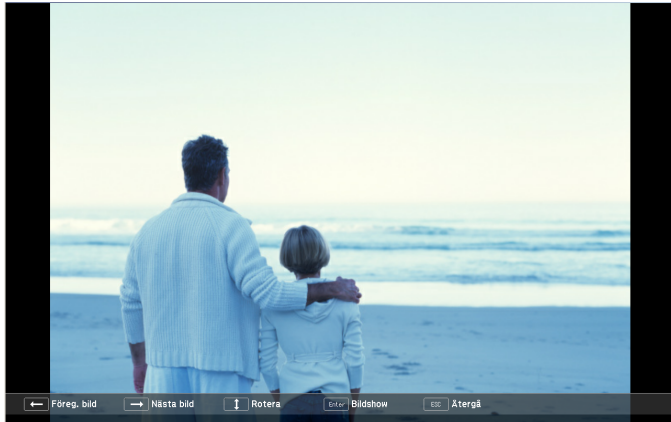 Föreg. bild
Nästa bild
Rotera
Enter Bildshow
ESC Återgå